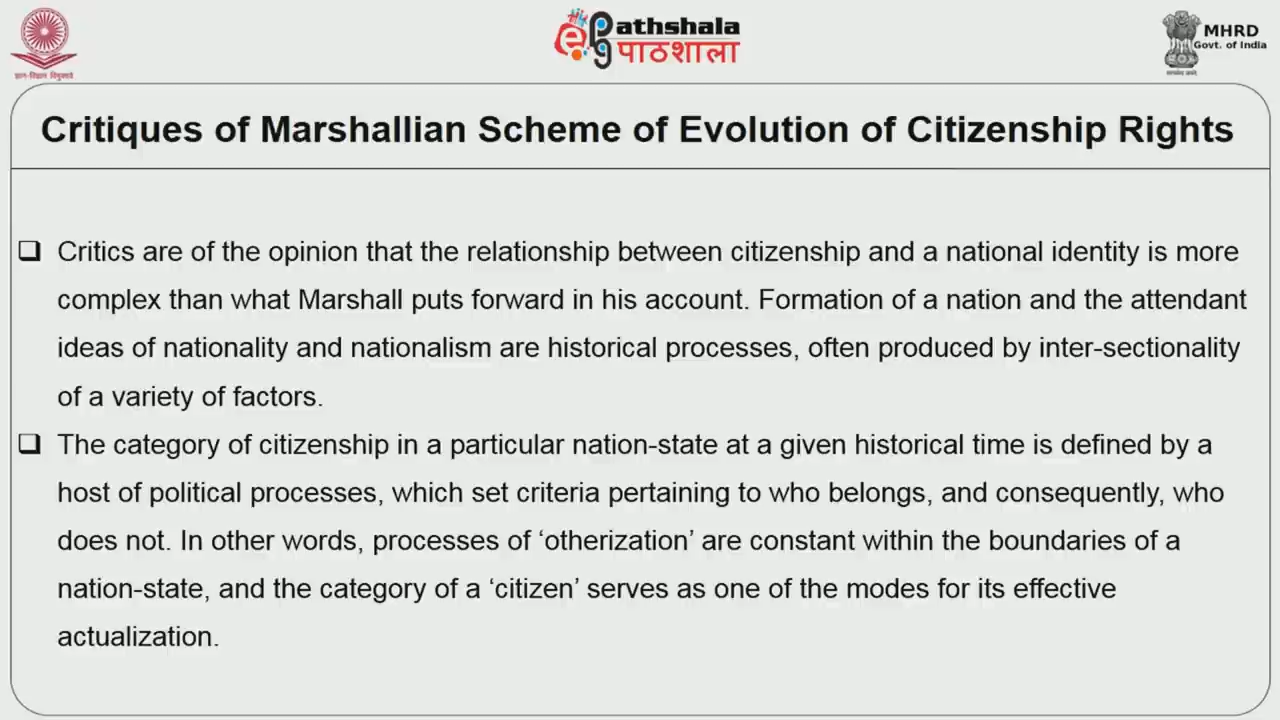 ज्ञान-विज्ञान विमुक्तये
e Pathshala
पाठशाला
MHRD
Govt. of India
सत्यमेव जयते
Critiques of Marshallian Scheme of Evolution of Citizenship Rights
Critics are of the opinion that the relationship between citizenship and a national identity is more
complex than what Marshall puts forward in his account. Formation of a nation and the attendant
ideas of nationality and nationalism are historical processes, often produced by inter-sectionality
of a variety of factors.
The category of citizenship in a particular nation-state at a given historical time is defined by a
host of political processes, which set criteria pertaining to who belongs, and consequently, who
does not. In other words, processes of ‘otherization’ are constant within the boundaries of a
nation-state, and the category of a ‘citizen’ serves as one of the modes for its effective
actualization.